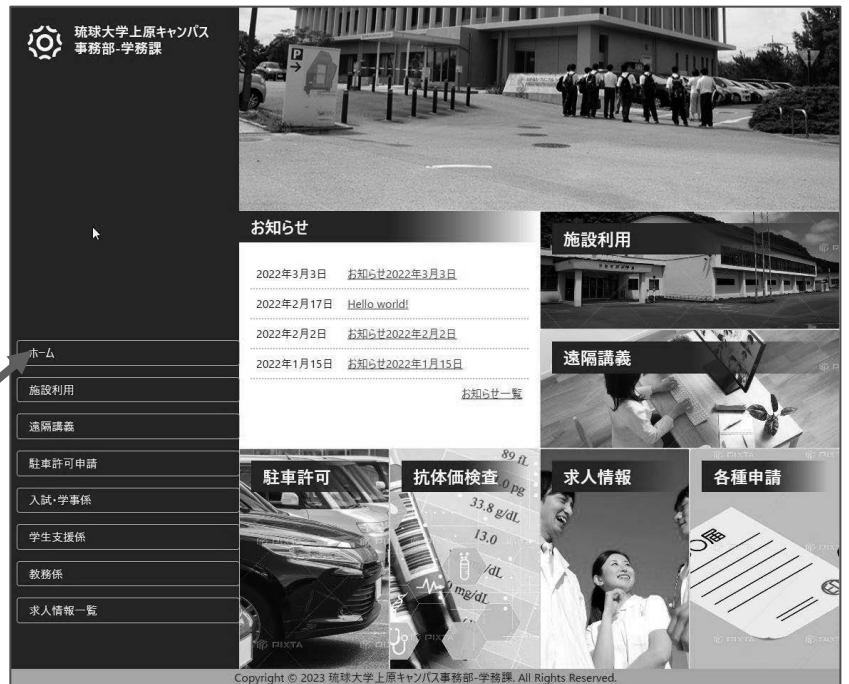 琉球大学上原キャンパス
事務部-学務課
P
お知らせ
2022年3月3日 お知らせ2022年3月3日
2022年2月17日 Hello world!
2022年2月2日 お知らせ2022年2月2日
2022年1月15日 お知らせ2022年1月15日
お知らせ一覧
施設利用
遠隔講義
ホーム
施設利用
遠隔講義
駐車許可申請
入試・学事係
学生支援係
教務係
求人情報一覧
駐車許可
抗体価検査
89 fL
0 pg
33.8 g/dL
13.0
/dL
0 mg/dL
求人情報
各種申請
届
PIXTA
PIXTA
PIXTA
Copyright © 2023 琉球大学上原キャンパス事務部-学務課. All Rights Reserved.